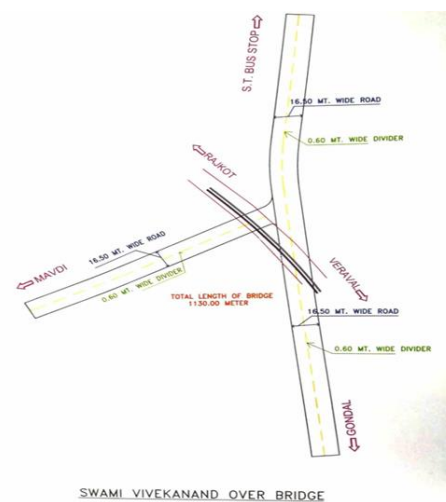 S.T. BUS STOP
16.50 MT. WIDE ROAD
0.60 MT. WIDE DIVIDER
RAJKOT
16.50 MT. WIDE ROAD
MAVDI
0.60 MT. WIDE DIVIDER
VERAVAL
TOTAL LENGTH OF BRIDGE
1130.00 METER
16.50 MT. WIDE ROAD
0.60 MT. WIDE DIVIDER
GONDAL
SWAMI VIVEKANAND OVER BRIDGE